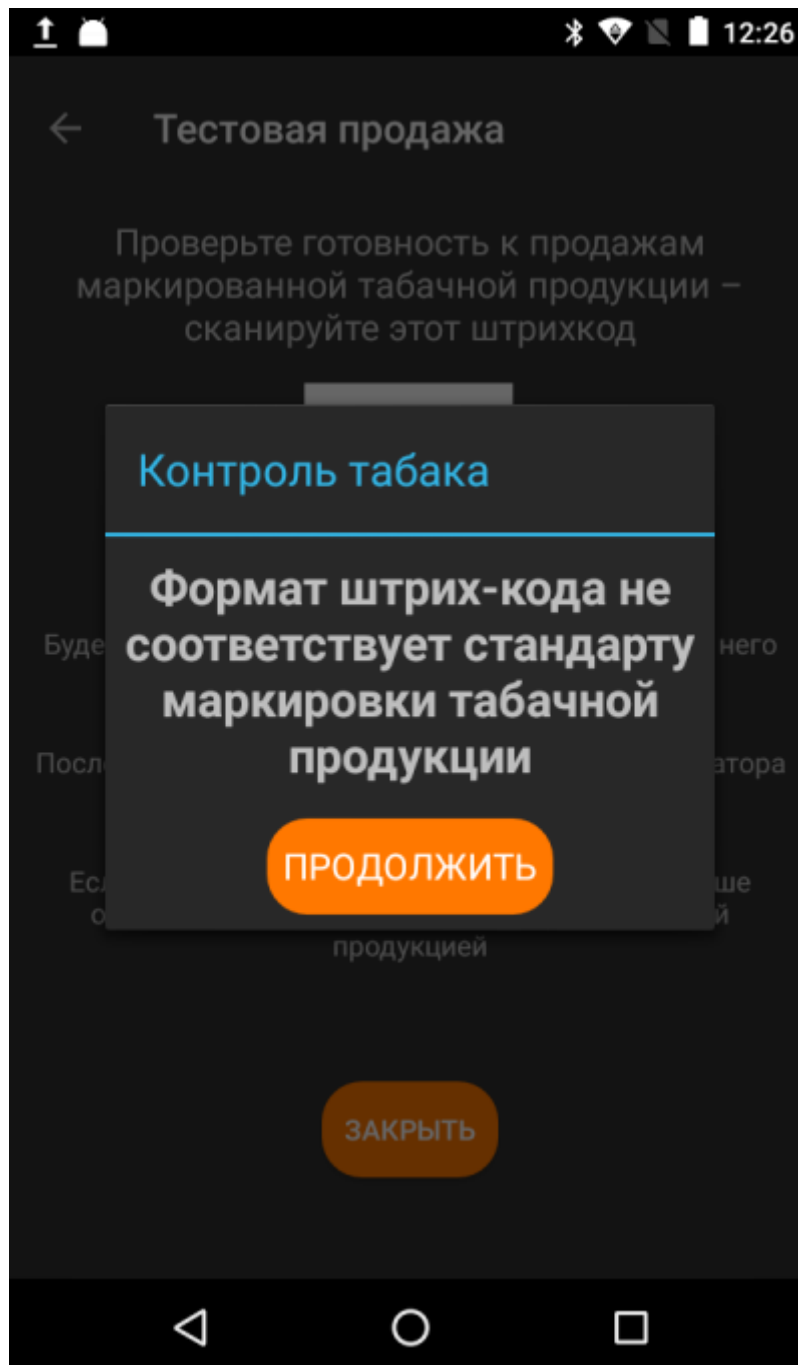 12:26
Тестовая продажа
Проверьте готовность к продажам
маркированной табачной продукции –
сканируйте этот штрихкод
Контроль табака
Формат штрих-кода не
соответствует стандарту
маркировки табачной
продукции
него
ПРОДОЛЖИТЬ
продукцией
ЗАКРЫТЬ